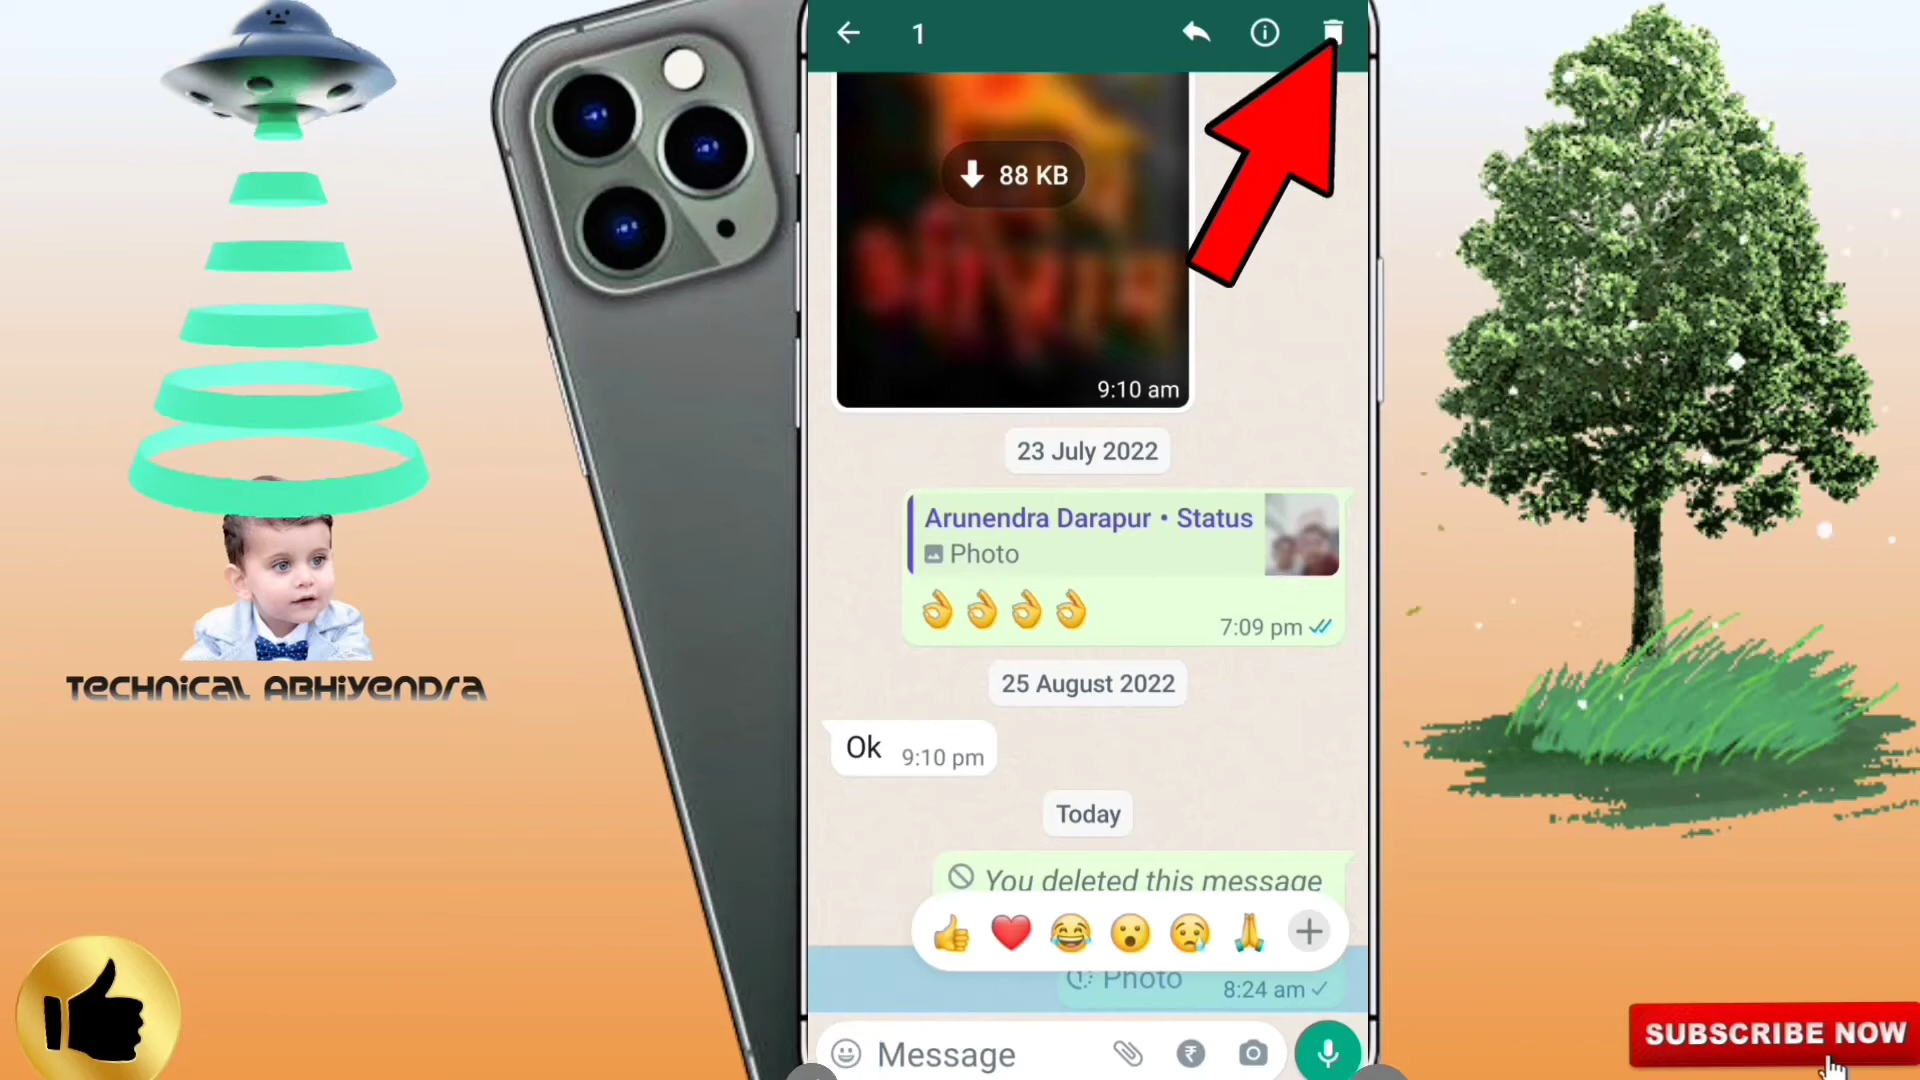 1
88 KB
9:10 am
23 July 2022
Arunendra Darapur • Status
Photo
👌👌👌👌
7:09 pm
25 August 2022
Ok 9:10 pm
Today
You deleted this message
👍❤️😂😮😢🙏
Photo
8:24 am
Message
TECHNICAL ABHIYENDRA
SUBSCRIBE NOW